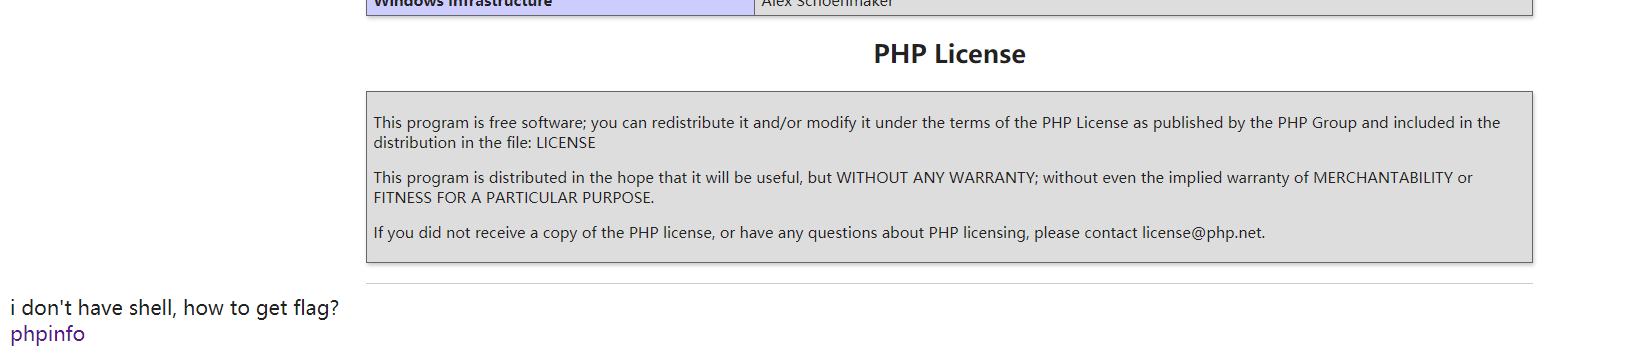 Windows Infrastructure Alex Schoenmaker
PHP License
This program is free software; you can redistribute it and/or modify it under the terms of the PHP License as published by the PHP Group and included in the
distribution in the file: LICENSE
This program is distributed in the hope that it will be useful, but WITHOUT ANY WARRANTY; without even the implied warranty of MERCHANTABILITY or
FITNESS FOR A PARTICULAR PURPOSE.
If you did not receive a copy of the PHP license, or have any questions about PHP licensing, please contact license@php.net.
i don't have shell, how to get flag?
phpinfo